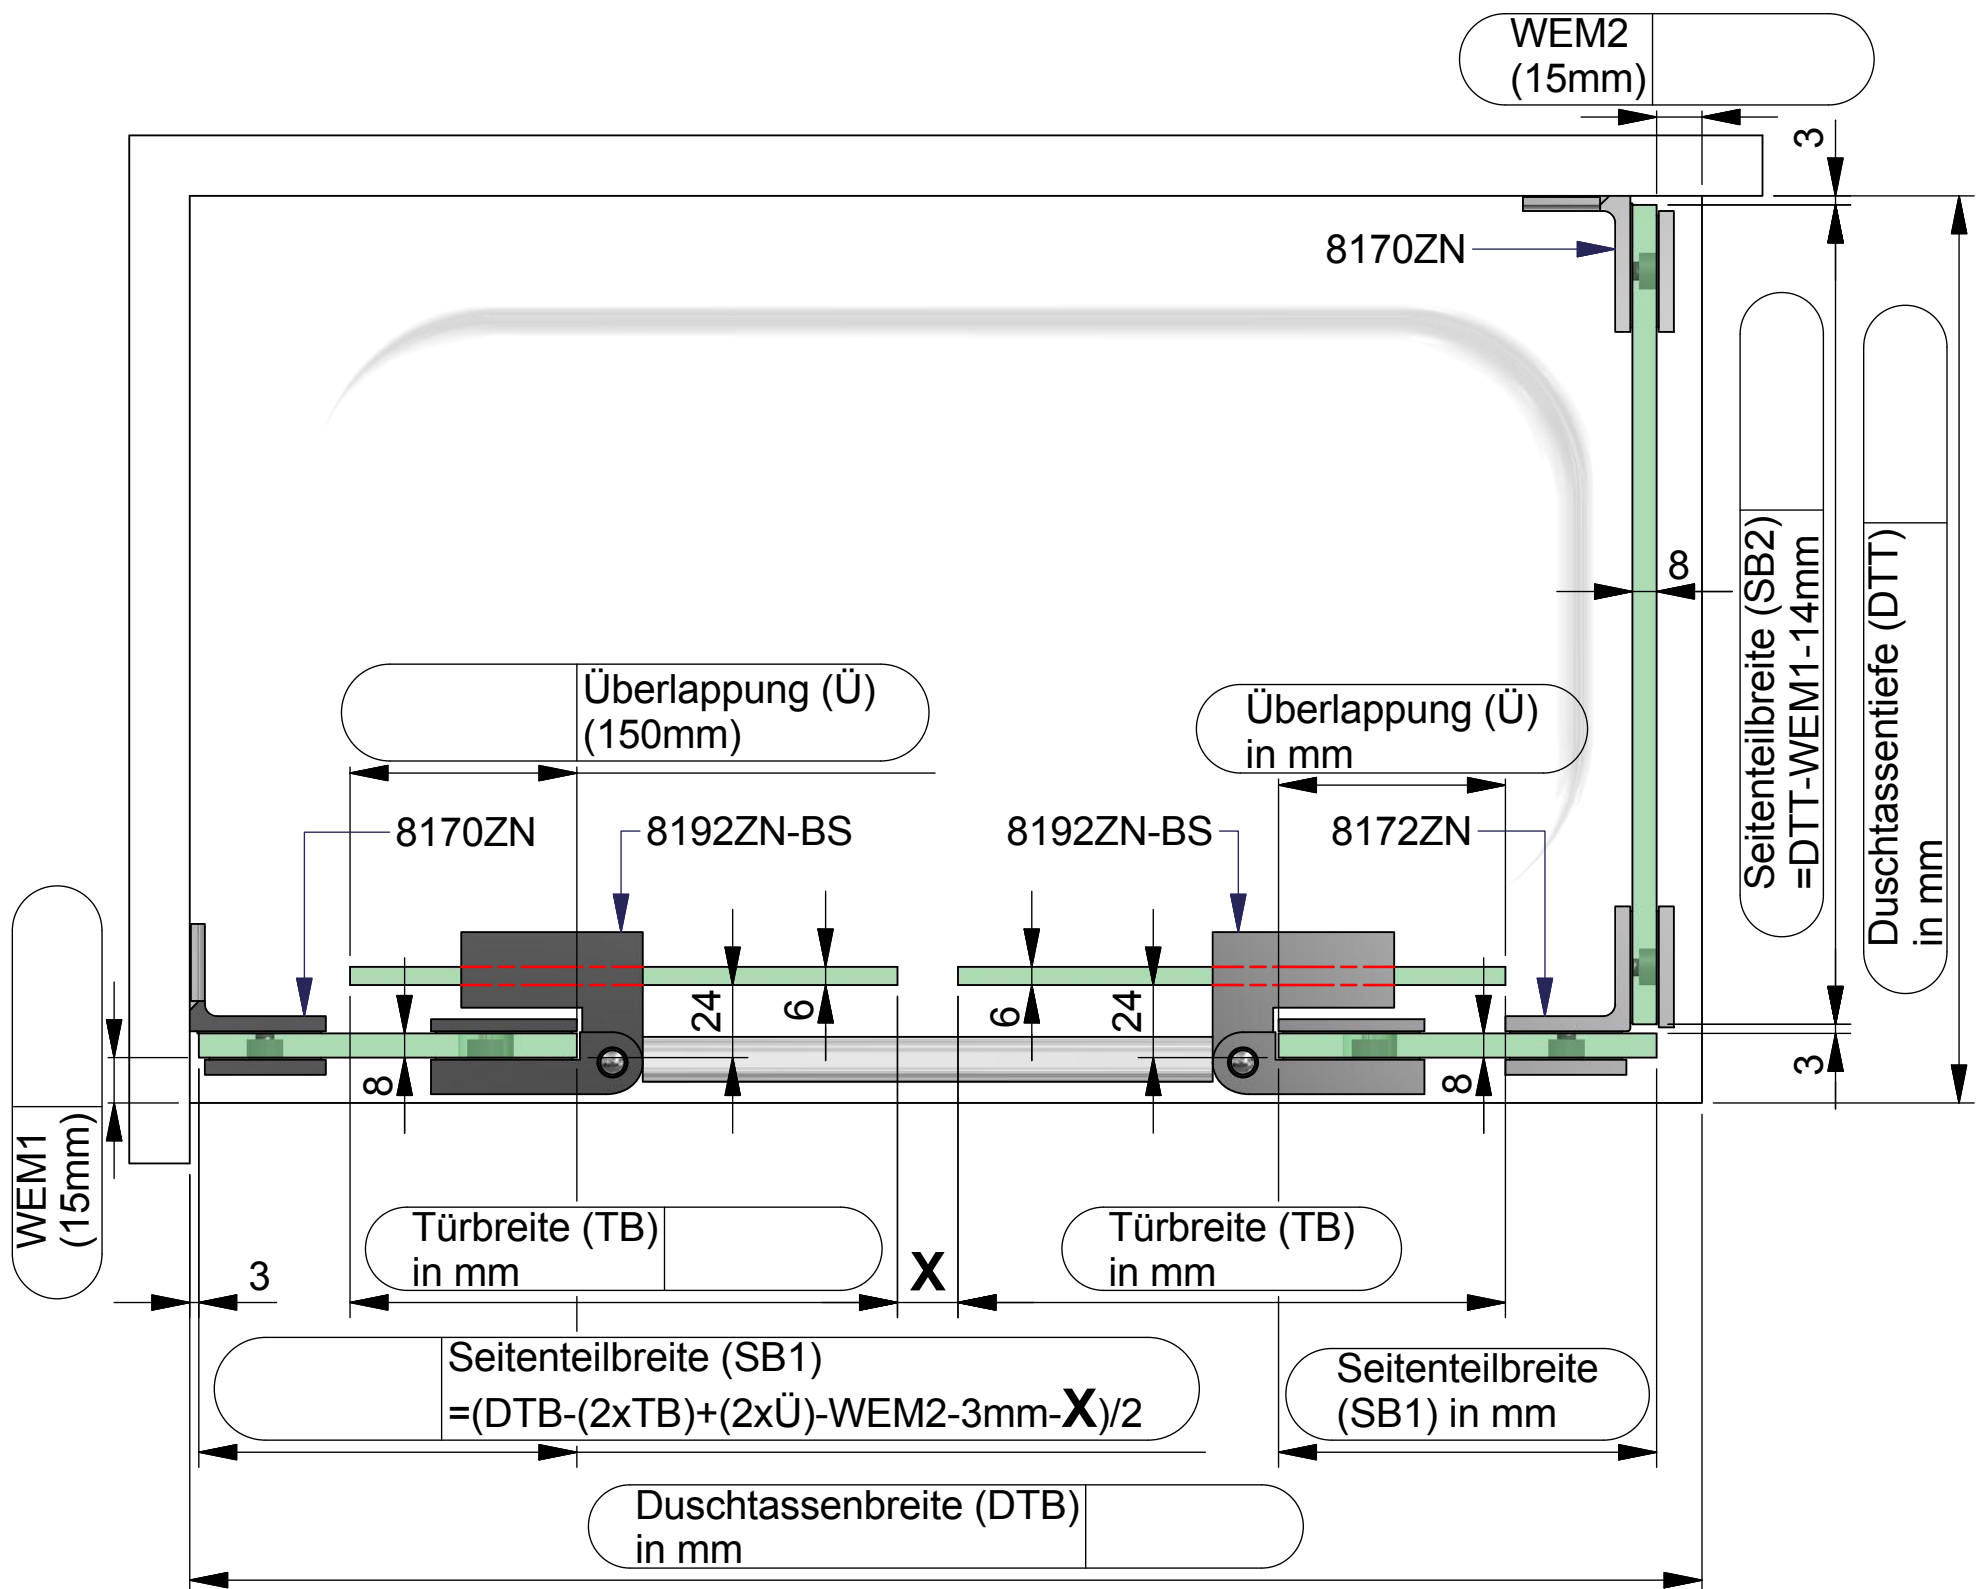 WEM2
(15mm)
3
8170ZN
8
Seitenteilbreite (SB2)
=DTT-WEM1-14mm
Duschtassentiefe (DTT)
in mm
Überlappung (Ü)
(150mm)
Überlappung (Ü)
in mm
8170ZN
8192ZN-BS
8192ZN-BS
8172ZN
24
6
6
24
8
8
3
WEM1
(15mm)
Türbreite (TB)
in mm
X
Türbreite (TB)
in mm
3
Seitenteilbreite (SB1)
=(DTB-(2xTB)+(2xÜ)-WEM2-3mm-X)/2
Seitenteilbreite
(SB1) in mm
Duschtassenbreite (DTB)
in mm